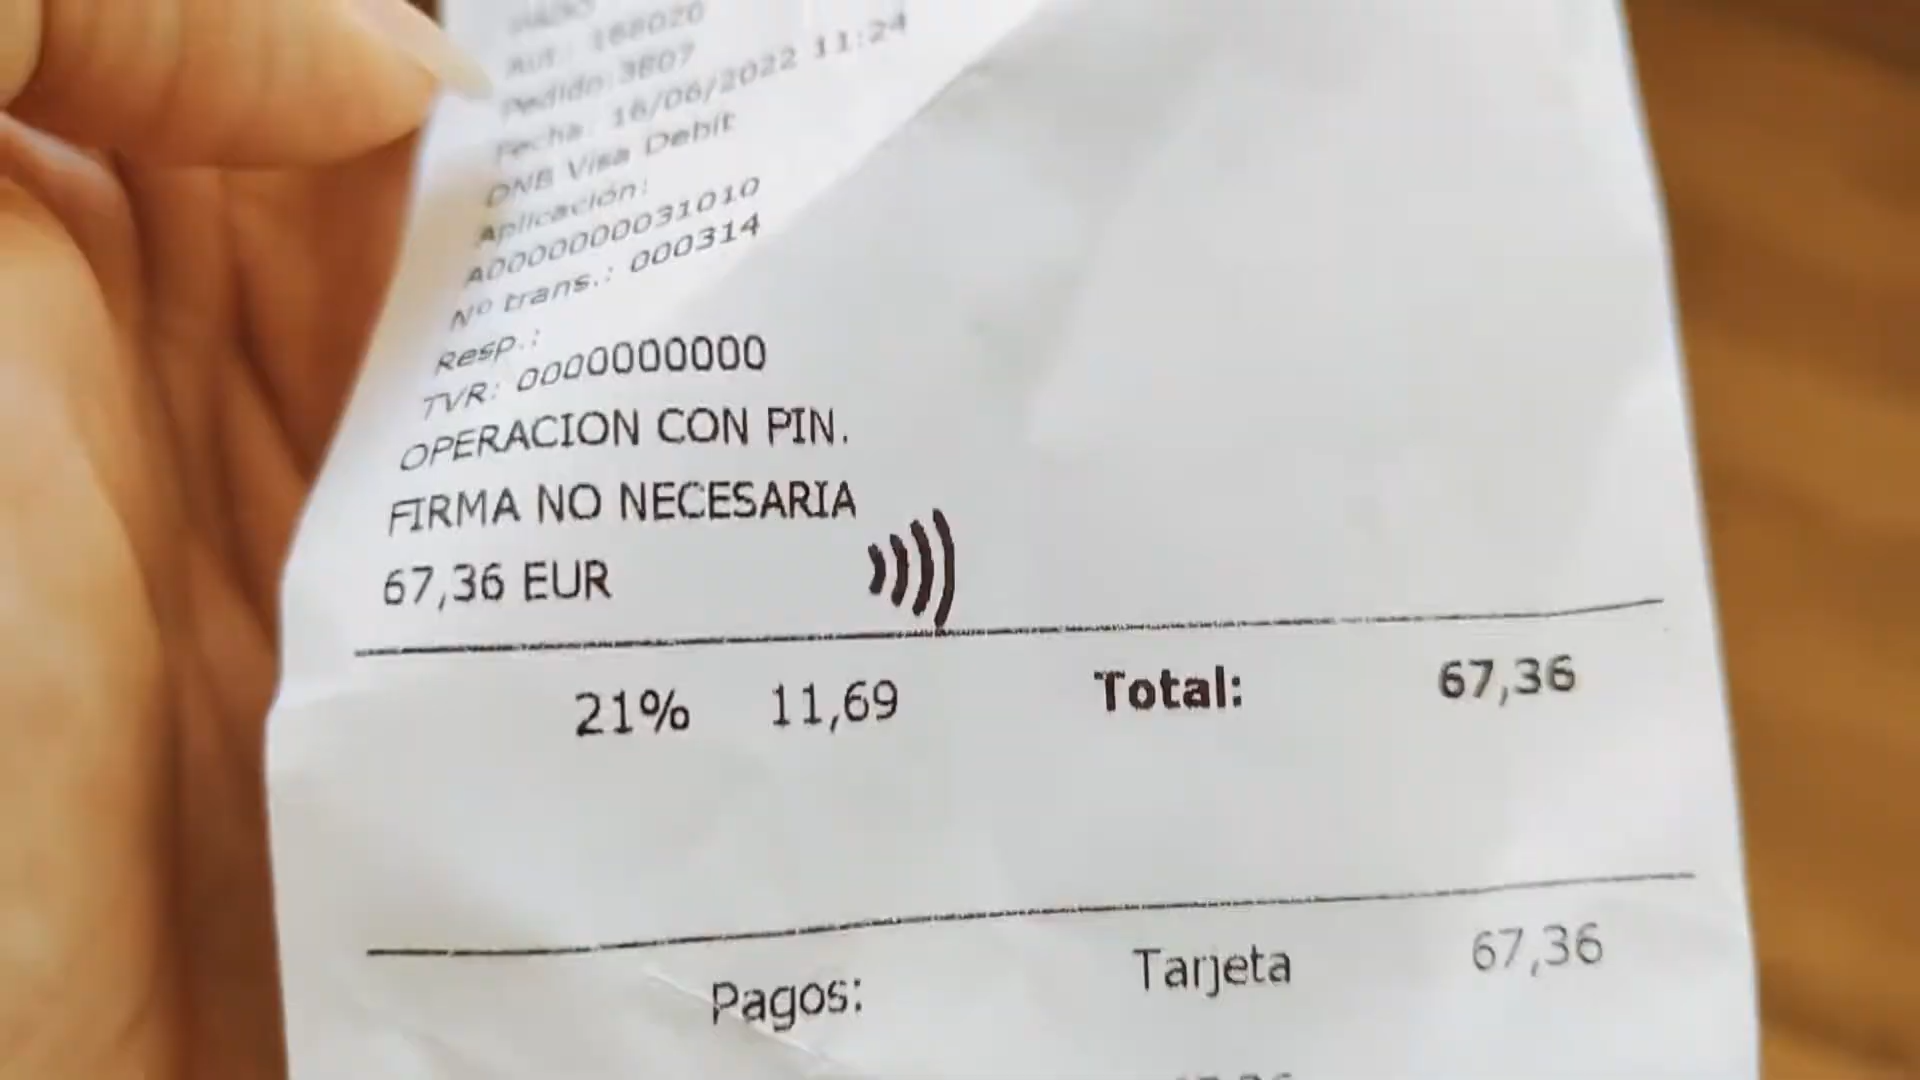 Aut.: 168020
Pedido:3807
Fecha: 16/06/2022 11:24
DNB Visa Debit
Aplicación:
A0000000031010
Nº trans.: 000314
Resp.:
TVR: 0000000000
OPERACION CON PIN.
FIRMA NO NECESARIA
67,36 EUR
21% 11,69 Total: 67,36
Pagos: Tarjeta 67,36